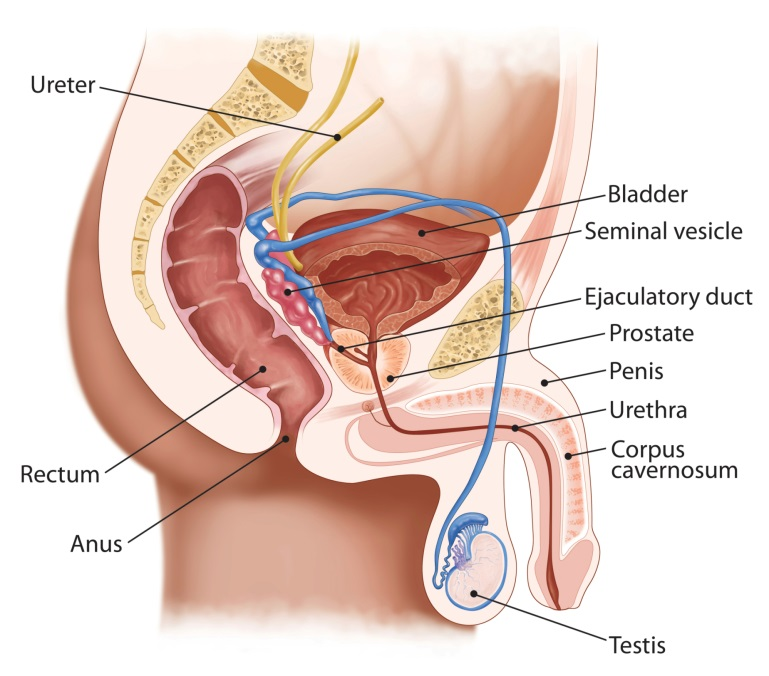 Ureter
Bladder
Seminal vesicle
Ejaculatory duct
Prostate
Penis
Urethra
Corpus
cavernosum
Rectum
Anus
Testis